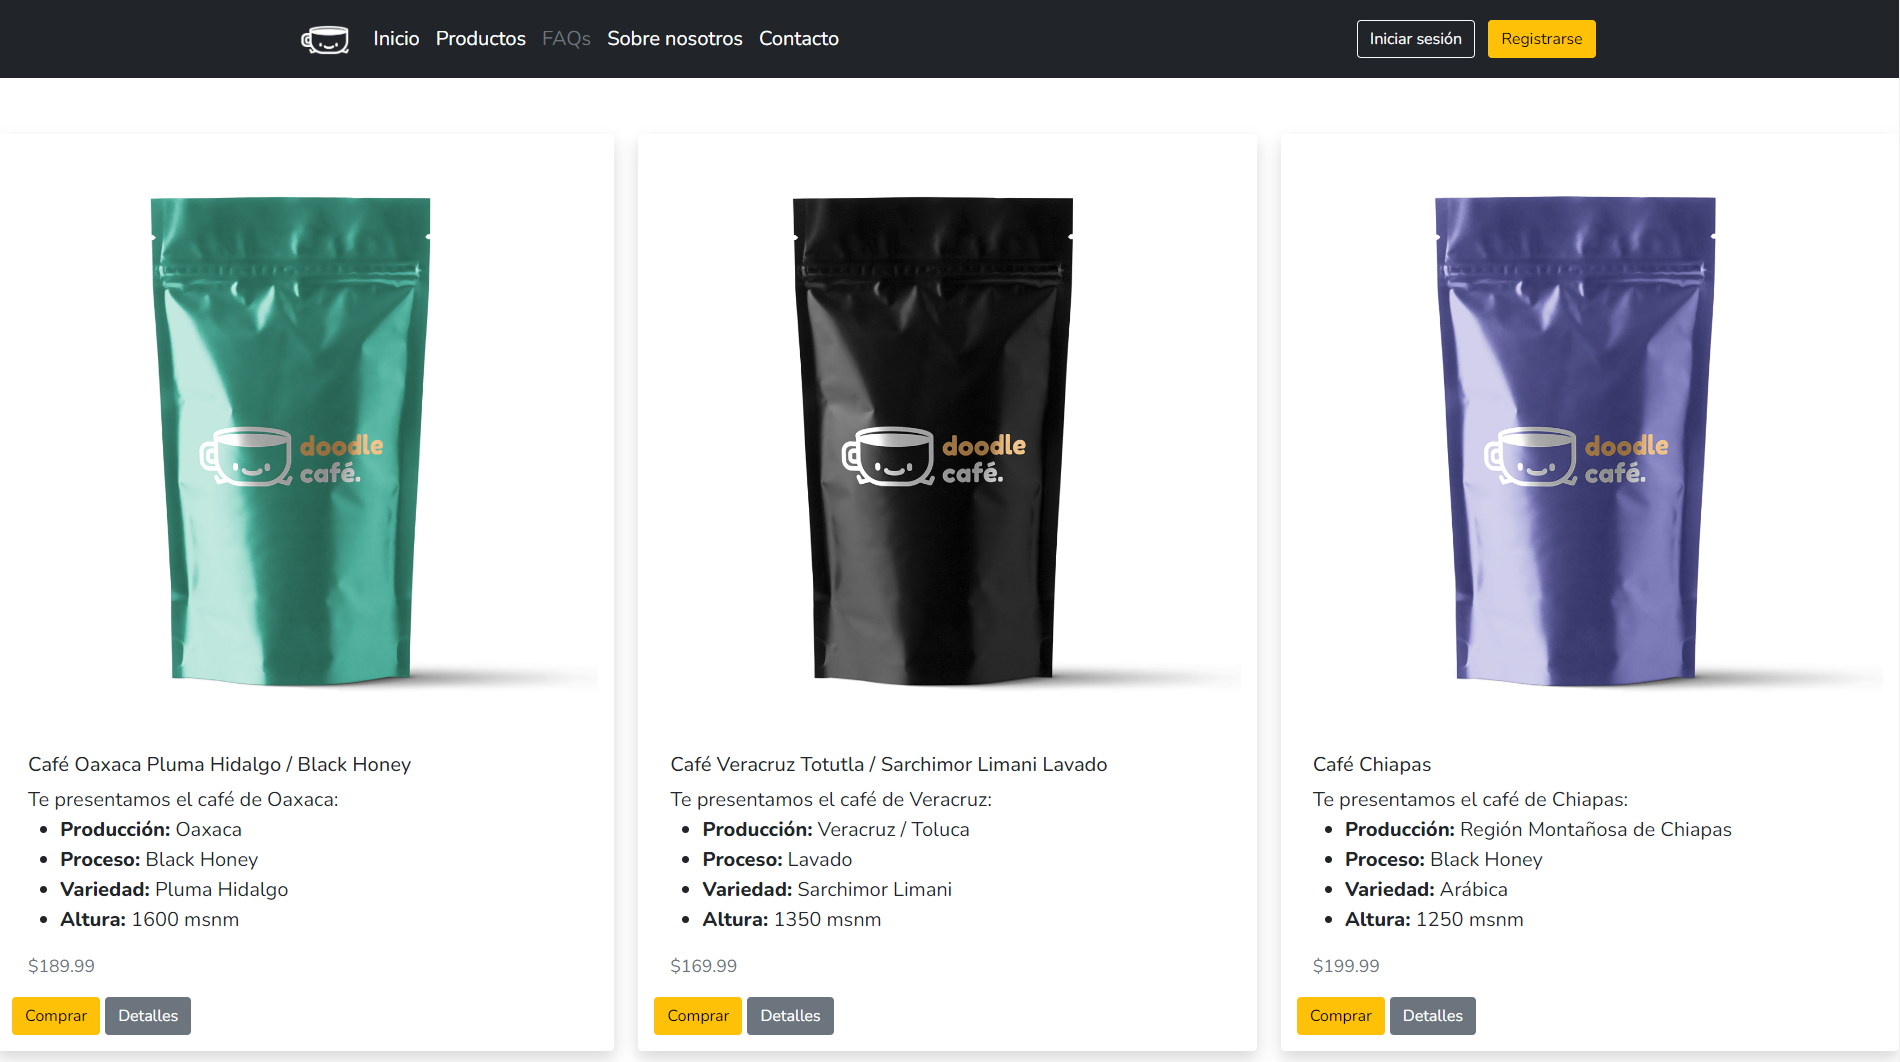 Inicio Productos FAQs Sobre nosotros Contacto Iniciar sesión Registrarse
doodle
café.
doodle
café.
doodle
café.
Café Oaxaca Pluma Hidalgo / Black Honey
Te presentamos el café de Oaxaca:
Producción: Oaxaca
Proceso: Black Honey
Variedad: Pluma Hidalgo
Altura: 1600 msnm
$189.99
Comprar Detalles
Café Veracruz Totutla / Sarchimor Limani Lavado
Te presentamos el café de Veracruz:
Producción: Veracruz / Toluca
Proceso: Lavado
Variedad: Sarchimor Limani
Altura: 1350 msnm
$169.99
Comprar Detalles
Café Chiapas
Te presentamos el café de Chiapas:
Producción: Región Montañosa de Chiapas
Proceso: Black Honey
Variedad: Arábica
Altura: 1250 msnm
$199.99
Comprar Detalles